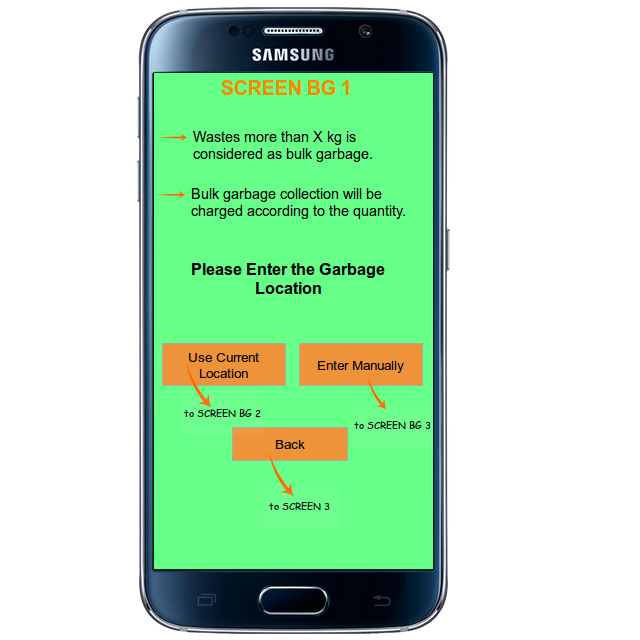 SAMSUNG
SCREEN BG 1
Wastes more than X kg is
considered as bulk garbage.
Bulk garbage collection will be
charged according to the quantity.
Please Enter the Garbage
Location
Use Current
Location
Enter Manually
to SCREEN BG 2
to SCREEN BG 3
Back
to SCREEN 3